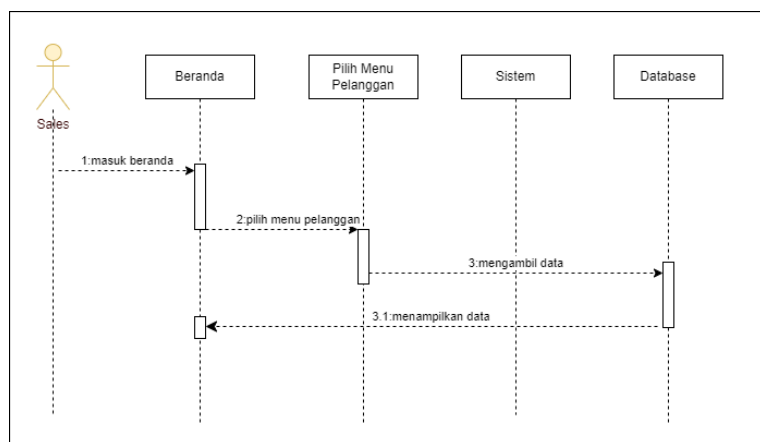 Beranda
Pilih Menu
Pelanggan
Sistem
Database
Sales
1:masuk beranda
2:pilih menu pelanggan
3:mengambil data
3.1:menampilkan data